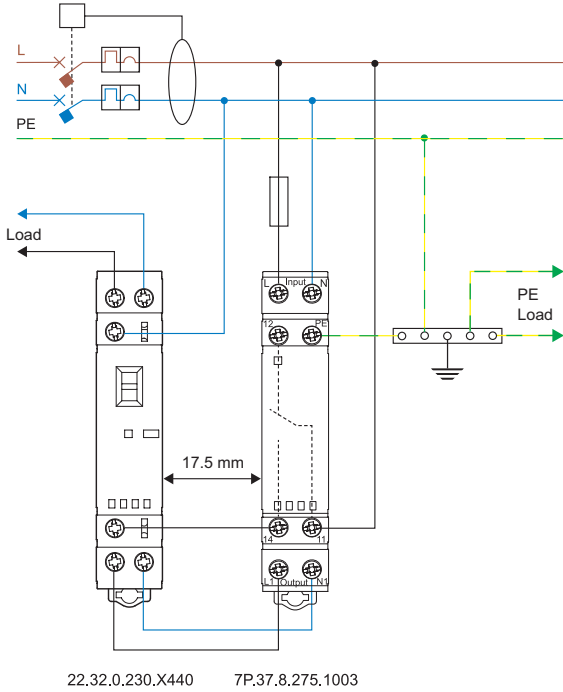 L
N
PE
Load
L Input N
12 PE
PE
Load
17.5 mm
14 11
L1 Output N1
22.32.0.230.X440 7P.37.8.275.1003